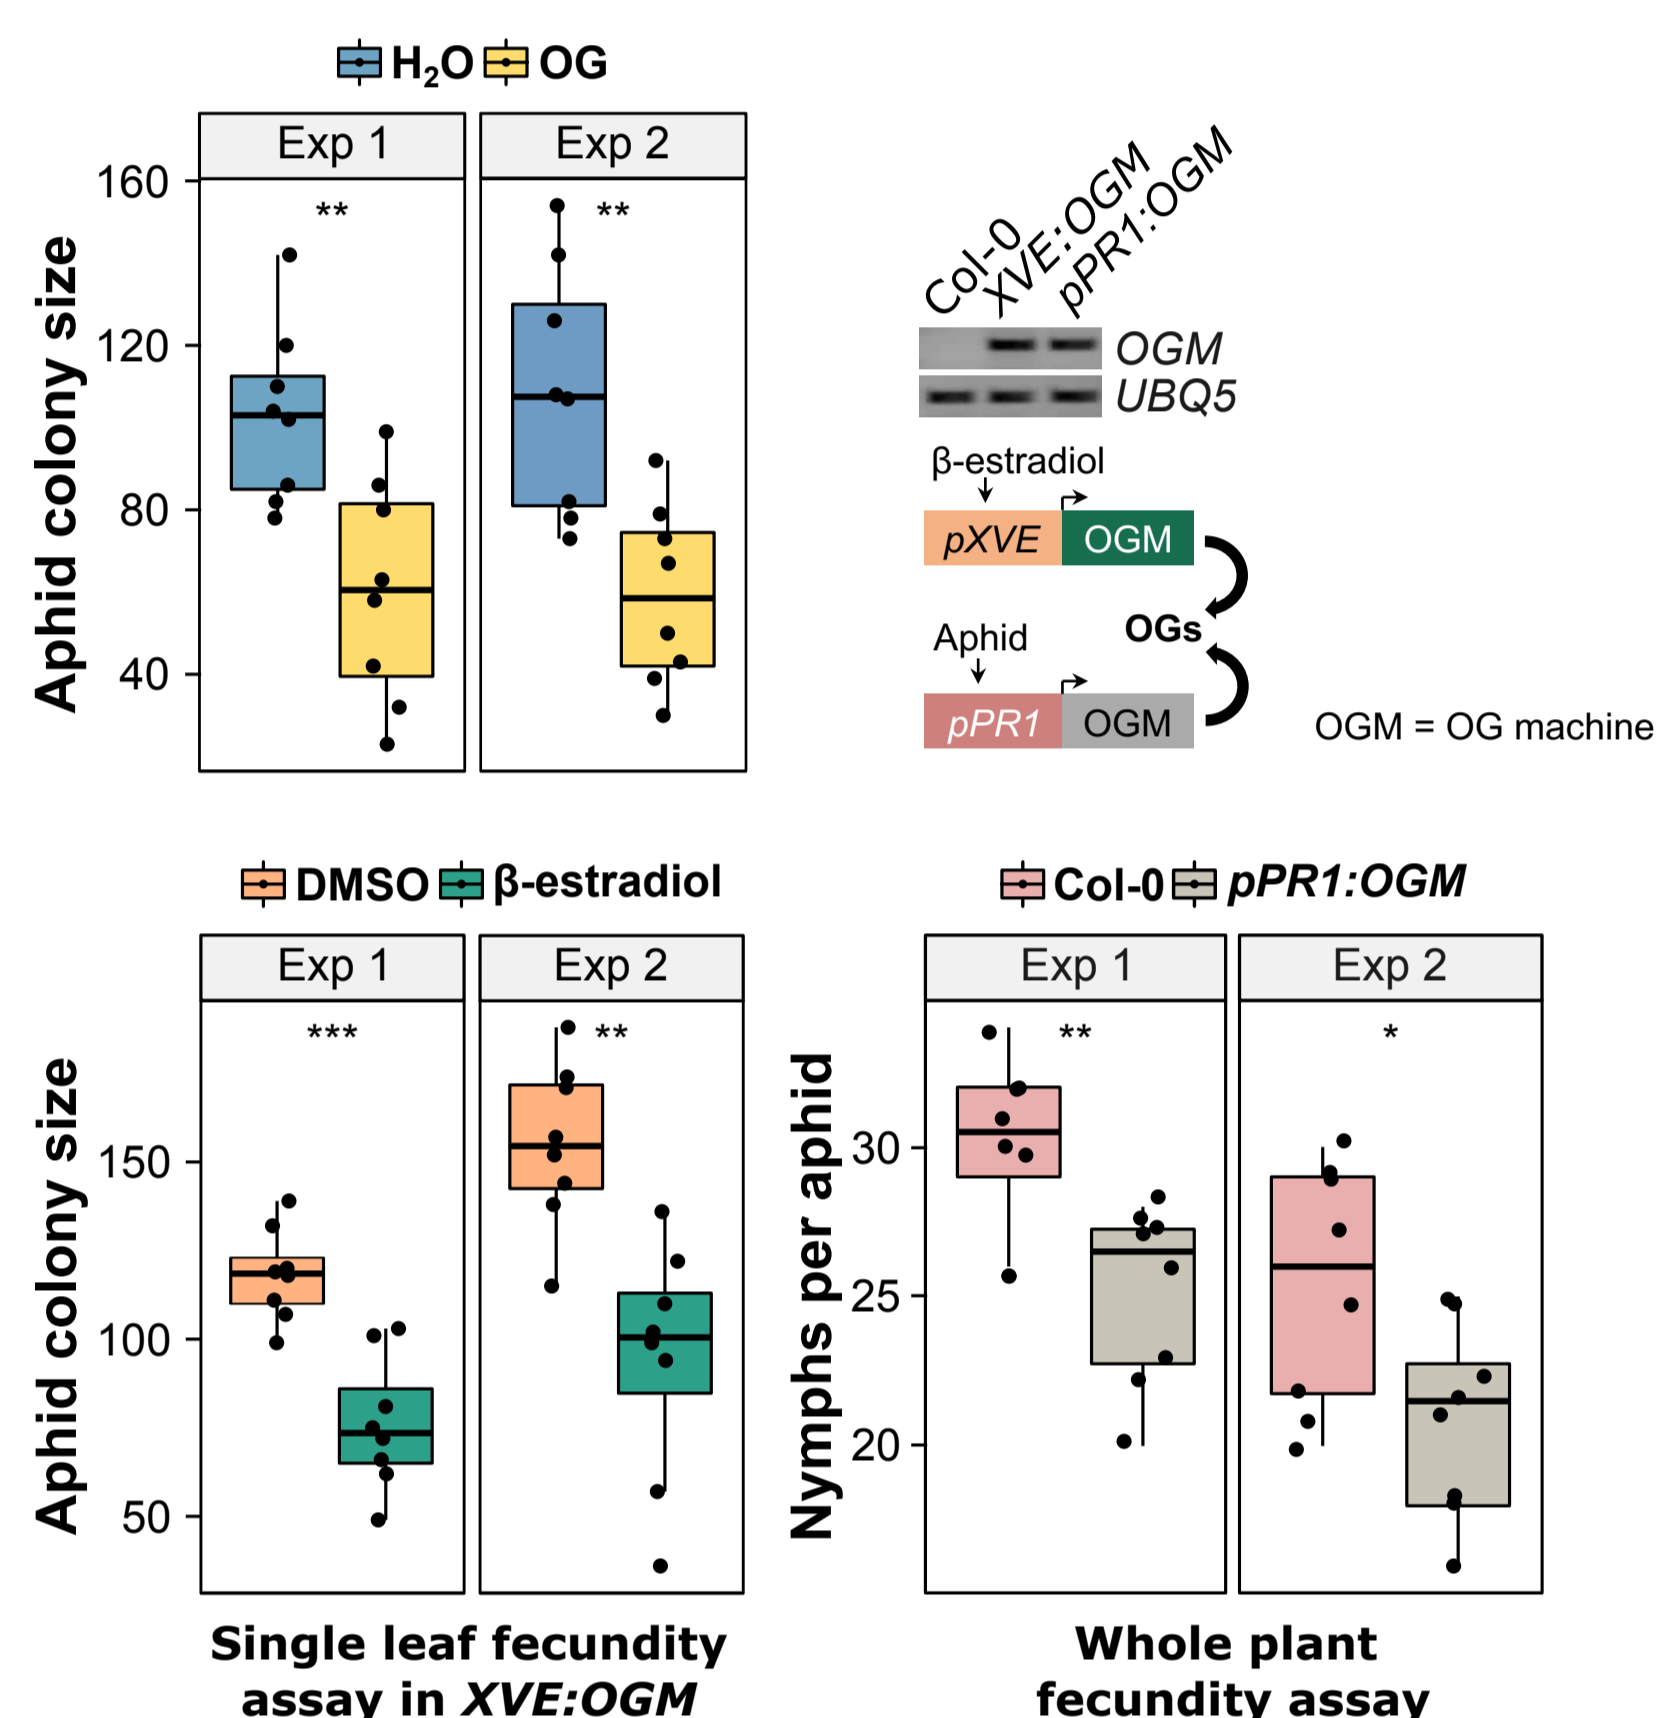 H₂O OG
Exp 1 Exp 2
Aphid colony size
160
120
80
40
** **
Col-0
XVE:OGM
pPR1:OGM
OGM
UBQ5
β-estradiol
pXVE OGM
OGs
Aphid
pPR1 OGM
OGM = OG machine
DMSO β-estradiol
Exp 1 Exp 2
Aphid colony size
150
100
50
*** **
Single leaf fecundity
assay in XVE:OGM
Col-0 pPR1:OGM
Exp 1 Exp 2
Nymphs per aphid
30
25
20
** *
Whole plant
fecundity assay